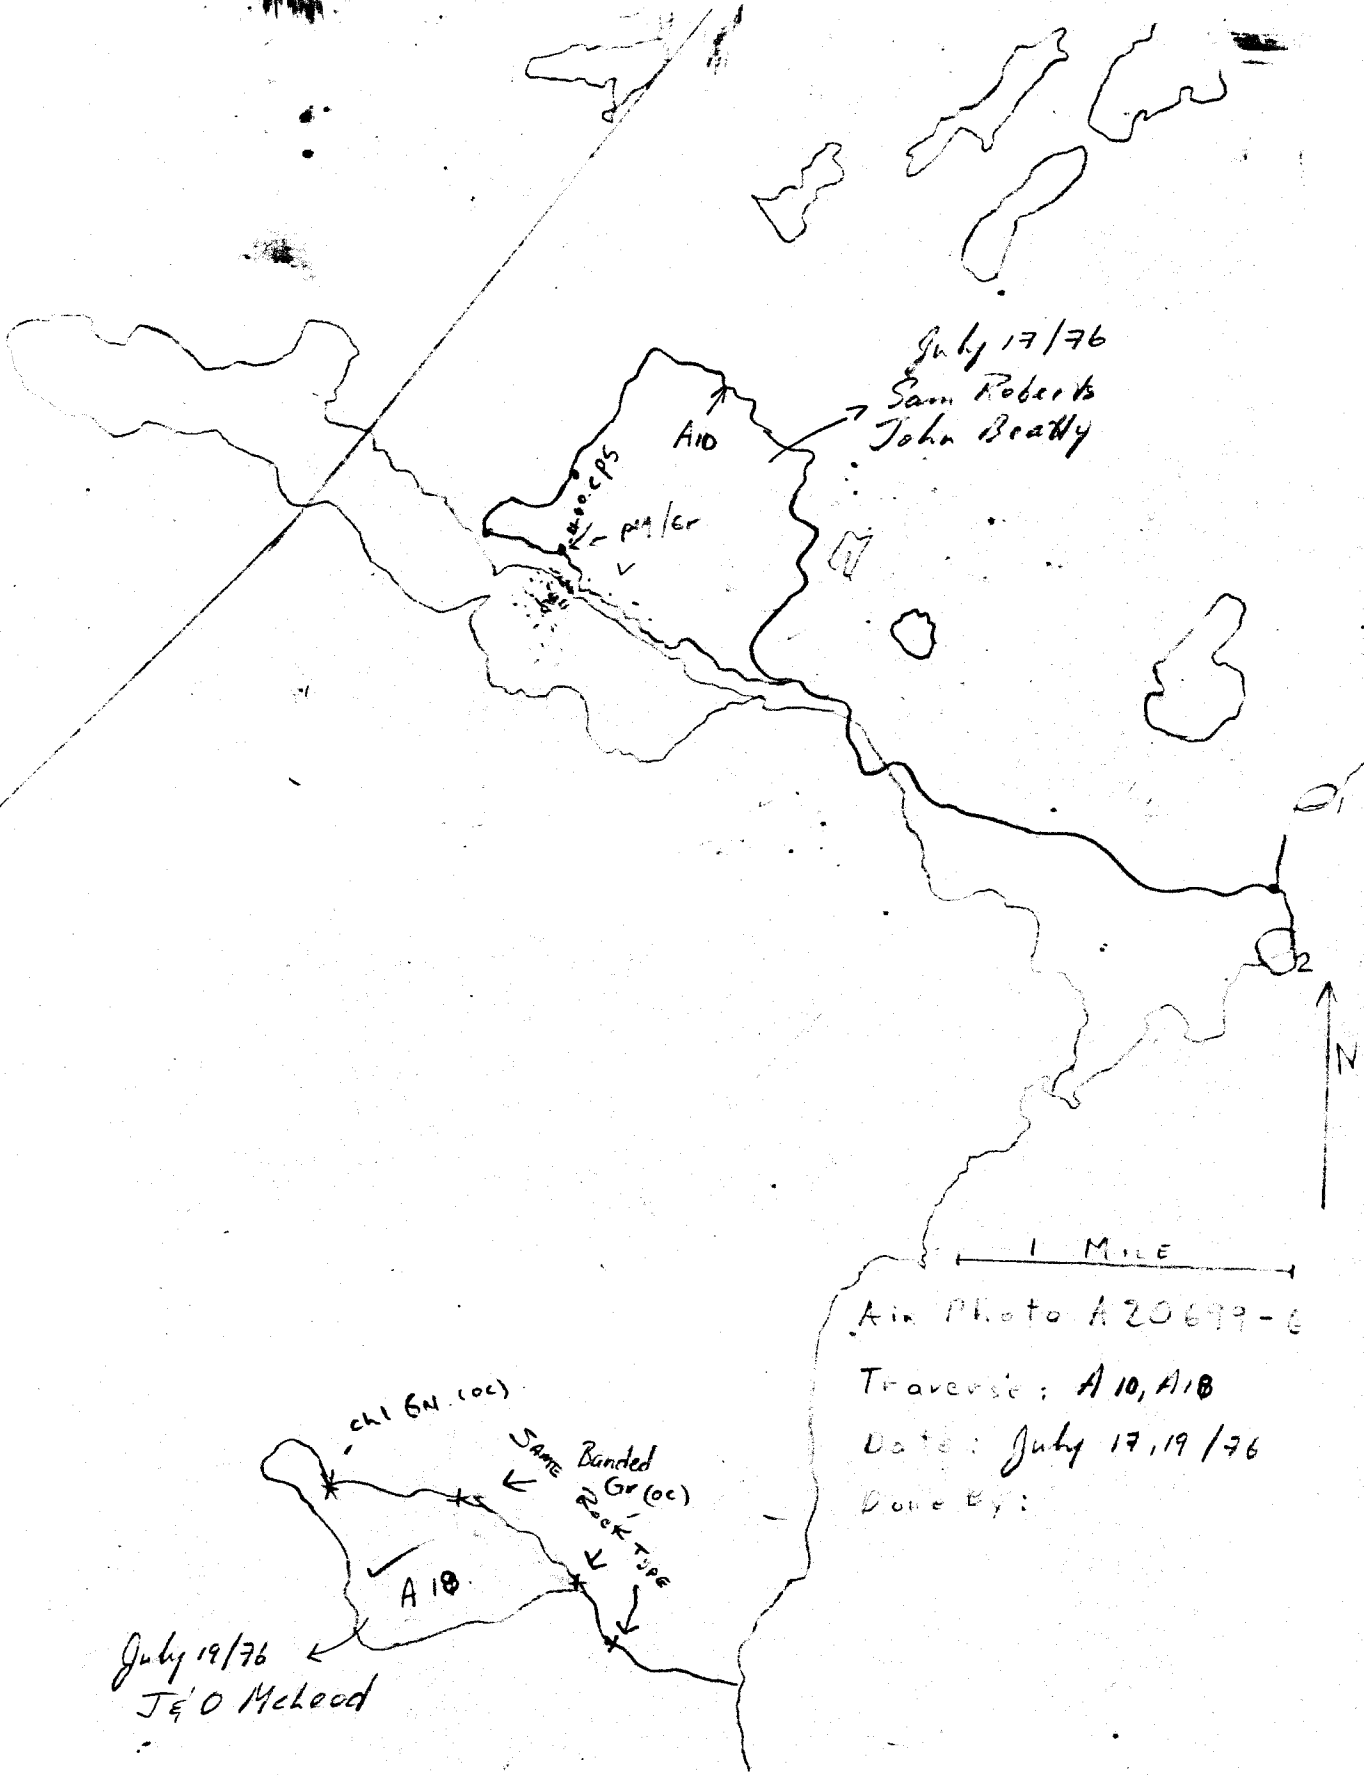 July 17/76
Sam Roberts
John Beatty
A10
cps
1
2
N
1 MILE
Air Photo A20699-6
Traverse: A10, A18
Date: July 17,19/76
Done By:
chl GN. (oc)
SAME
ROCK TYPE
Banded
Gr (oc)
A18
July 19/76
J & O McLeod